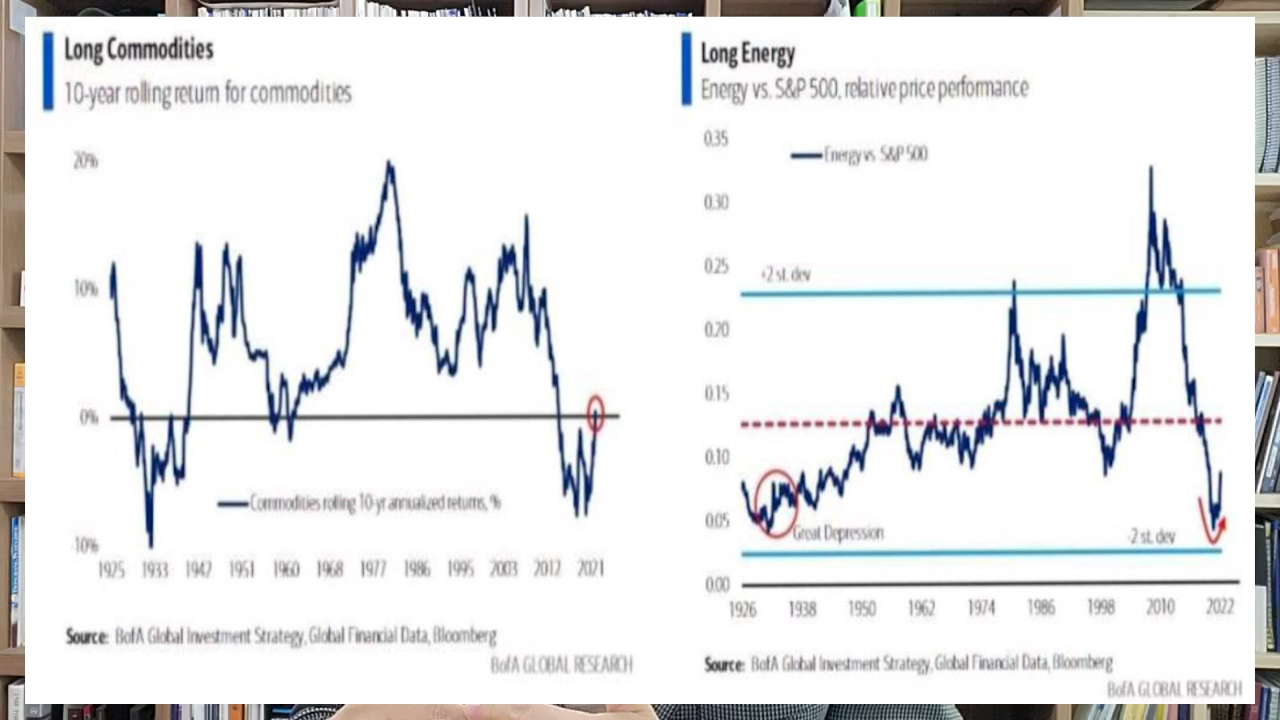 Long Commodities
10-year rolling return for commodities
20%
10%
0%
-10%
Commodities rolling 10-yr annualized returns, %
1925 1933 1942 1951 1960 1968 1977 1986 1995 2003 2012 2021
Source: BofA Global Investment Strategy, Global Financial Data, Bloomberg
BofA GLOBAL RESEARCH
Long Energy
Energy vs. S&P 500, relative price performance
0.35
Energy vs. S&P 500
0.30
0.25
+2 st. dev
0.20
0.15
0.10
0.05
Great Depression
-2 st. dev
0.00
1926 1938 1950 1962 1974 1986 1998 2010 2022
Source: BofA Global Investment Strategy, Global Financial Data, Bloomberg
BofA GLOBAL RESEARCH